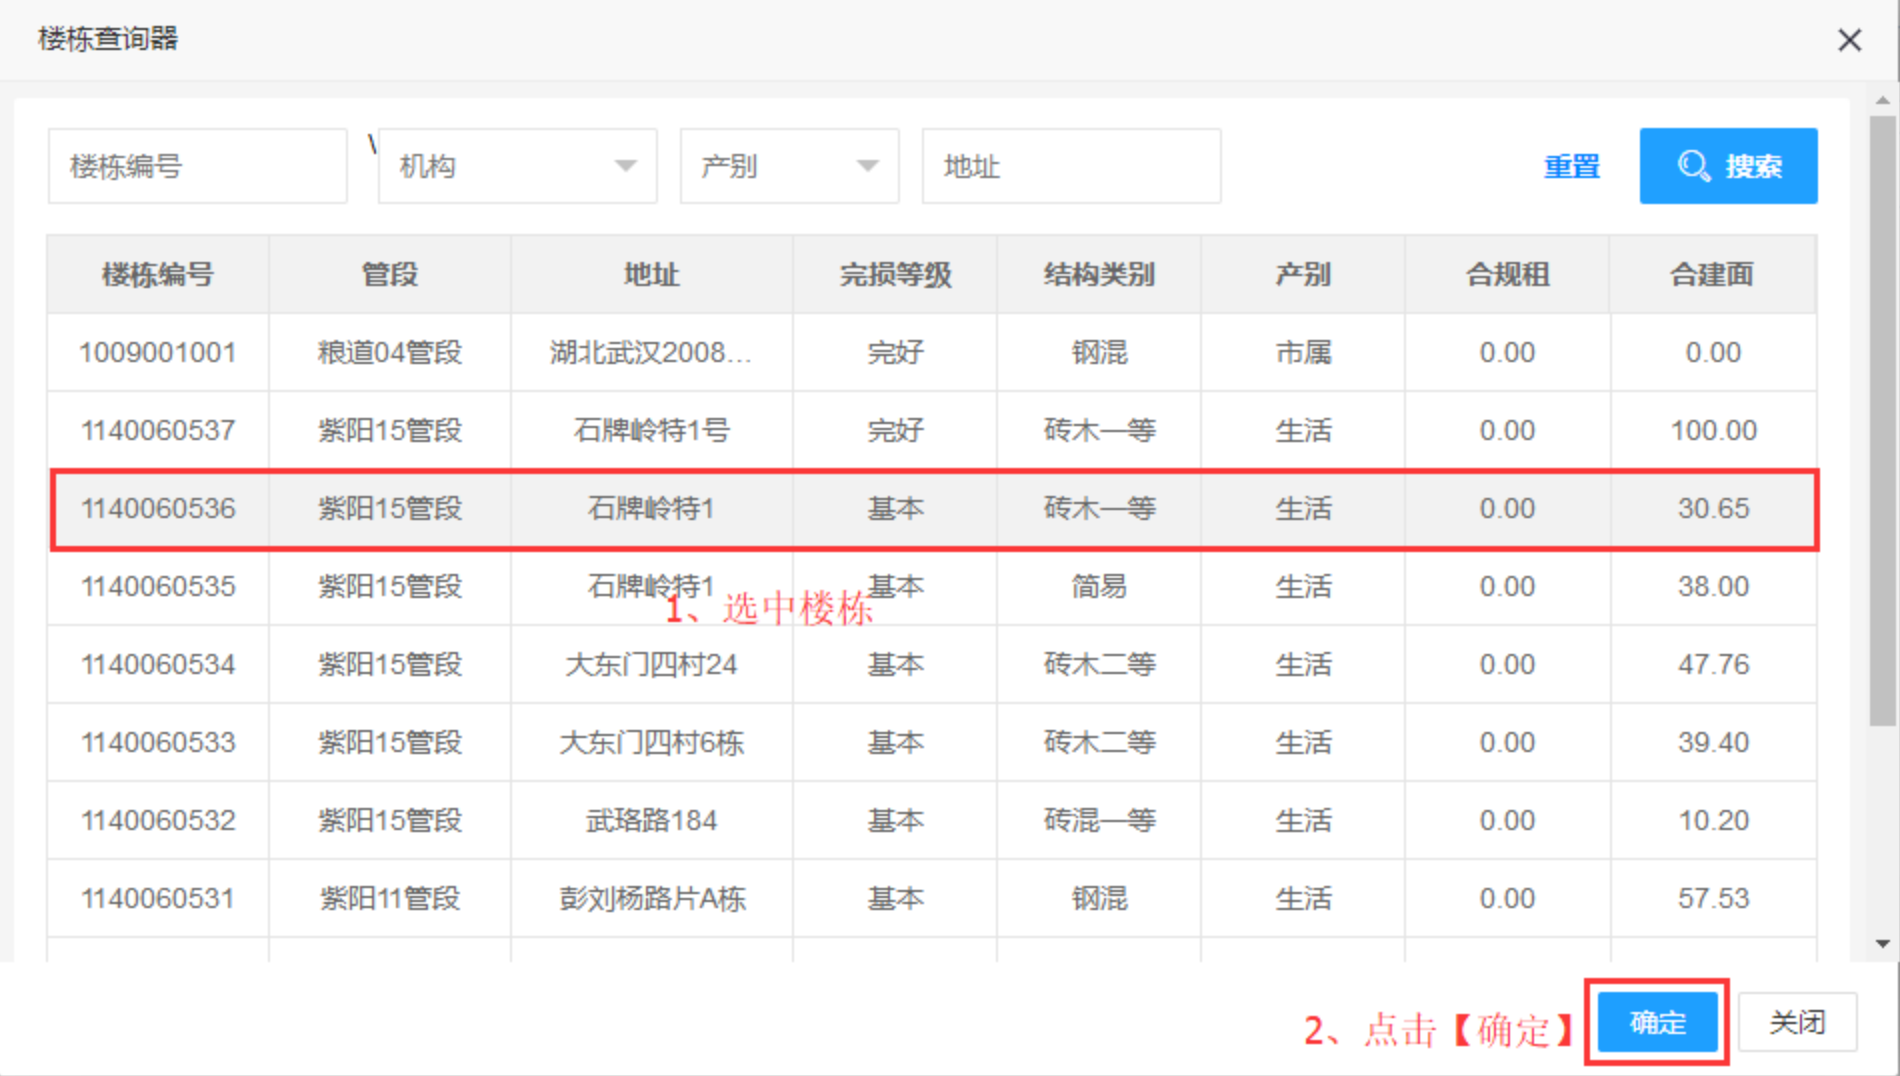 楼栋查询器
楼栋编号 \ 机构 产别 地址 重置 搜索
楼栋编号 管段 地址 完损等级 结构类别 产别 合规租 合建面
1009001001 粮道04管段 湖北武汉2008... 完好 钢混 市属 0.00 0.00
1140060537 紫阳15管段 石牌岭特1号 完好 砖木一等 生活 0.00 100.00
1140060536 紫阳15管段 石牌岭特1 基本 砖木一等 生活 0.00 30.65
1140060535 紫阳15管段 石牌岭特1 基本 简易 生活 0.00 38.00
1、选中楼栋
1140060534 紫阳15管段 大东门四村24 基本 砖木二等 生活 0.00 47.76
1140060533 紫阳15管段 大东门四村6栋 基本 砖木二等 生活 0.00 39.40
1140060532 紫阳15管段 武珞路184 基本 砖混一等 生活 0.00 10.20
1140060531 紫阳11管段 彭刘杨路片A栋 基本 钢混 生活 0.00 57.53
2、点击【确定】 确定 关闭